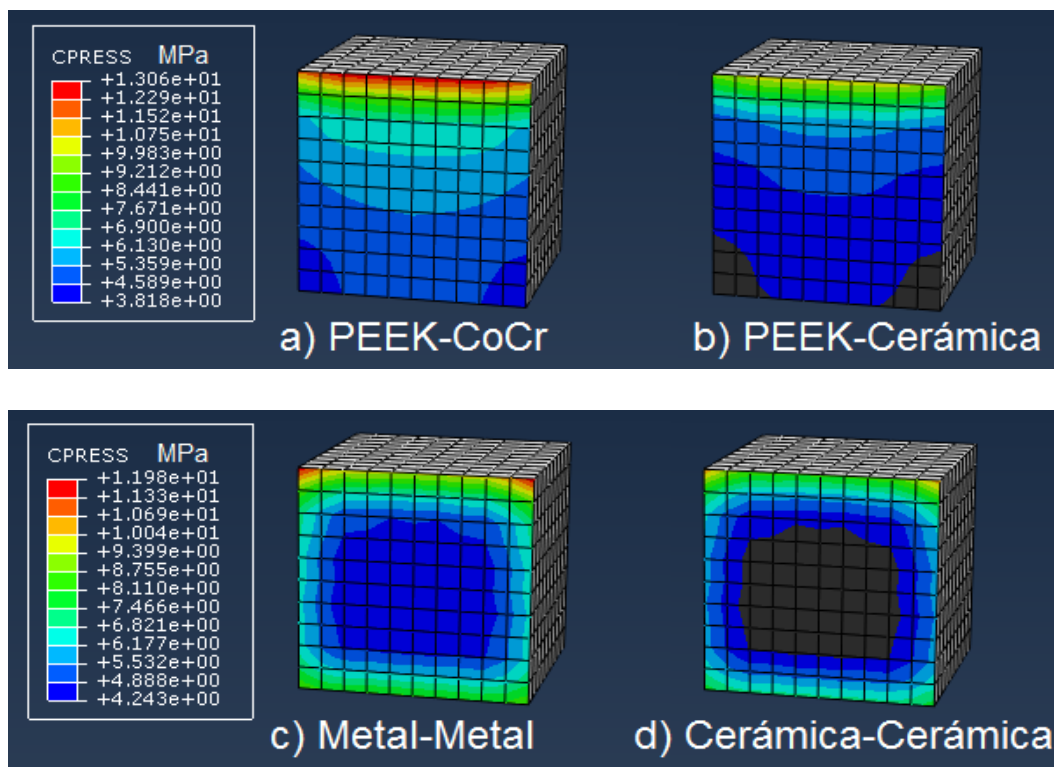 CPRESS MPa
+1.306e+01
+1.229e+01
+1.152e+01
+1.075e+01
+9.983e+00
+9.212e+00
+8.441e+00
+7.671e+00
+6.900e+00
+6.130e+00
+5.359e+00
+4.589e+00
+3.818e+00
a) PEEK-CoCr
b) PEEK-Cerámica
CPRESS MPa
+1.198e+01
+1.133e+01
+1.069e+01
+1.004e+01
+9.399e+00
+8.755e+00
+8.110e+00
+7.466e+00
+6.821e+00
+6.177e+00
+5.532e+00
+4.888e+00
+4.243e+00
c) Metal-Metal
d) Cerámica-Cerámica